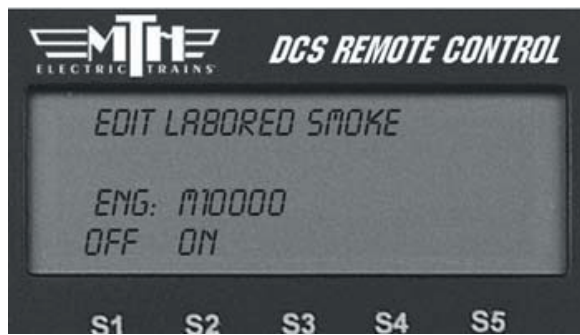 MTH
ELECTRIC TRAINS
DCS REMOTE CONTROL
EDIT LABORED SMOKE
ENG: M10000
OFF ON
S1 S2 S3 S4 S5